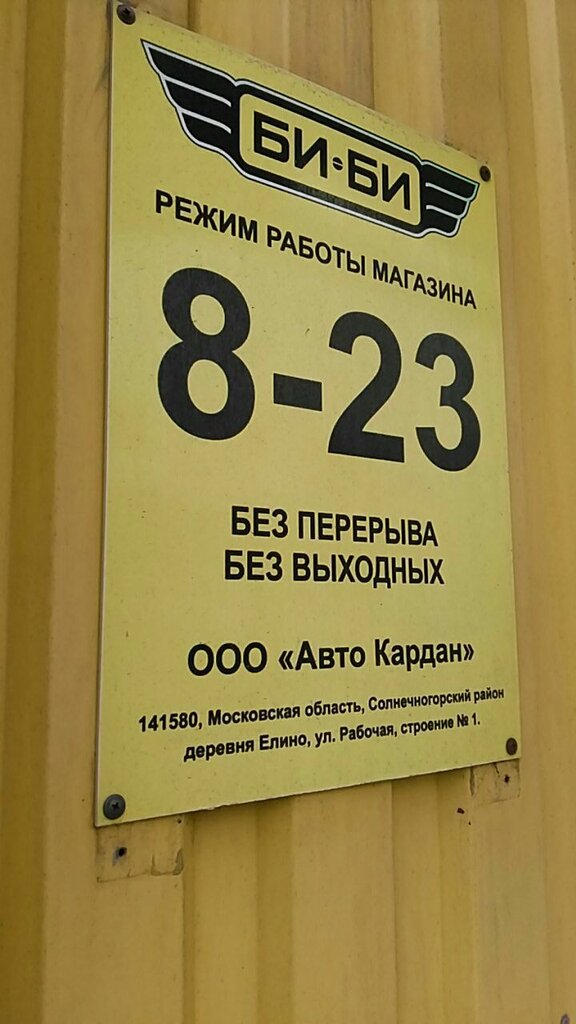 БИ-БИ
РЕЖИМ РАБОТЫ МАГАЗИНА
8-23
БЕЗ ПЕРЕРЫВА
БЕЗ ВЫХОДНЫХ
ООО «Авто Кардан»
141580, Московская область, Солнечногорский район
деревня Елино, ул. Рабочая, строение № 1.